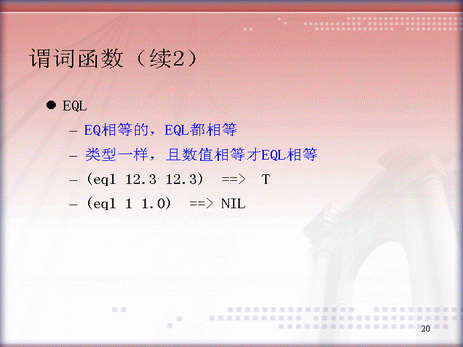 谓词函数（续2）
● EQL
– EQ相等的，EQL都相等
– 类型一样，且数值相等才EQL相等
– (eql 12.3 12.3) ==> T
– (eql 1 1.0) ==> NIL
20